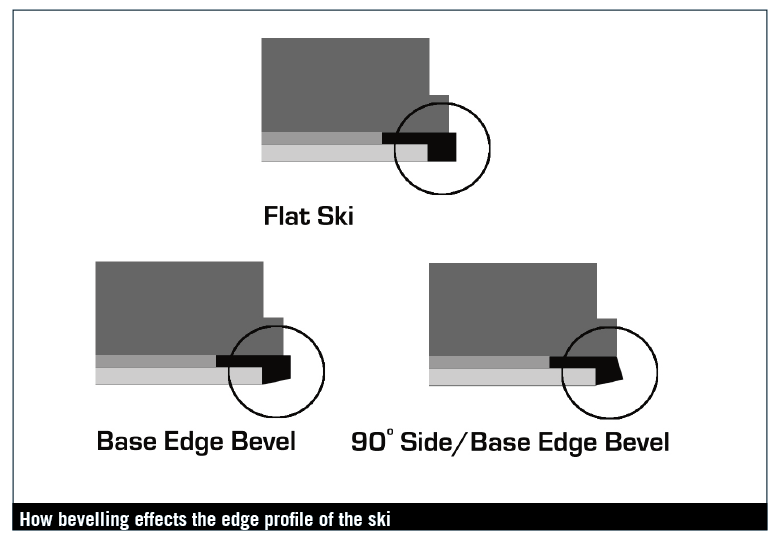 Flat Ski
Base Edge Bevel
90° Side/Base Edge Bevel
How bevelling effects the edge profile of the ski